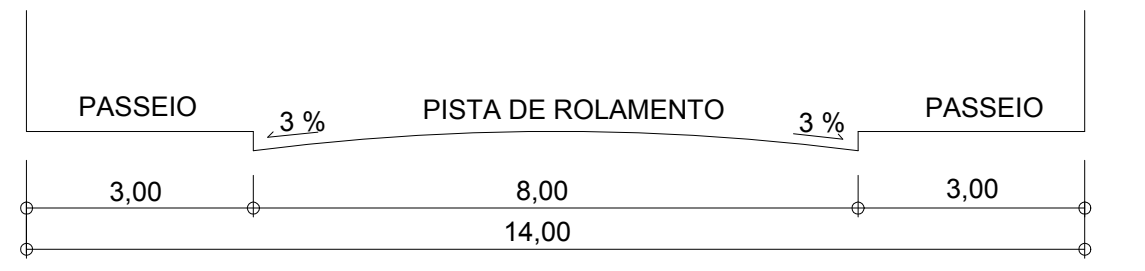 PASSEIO
PISTA DE ROLAMENTO
PASSEIO
3 %
3 %
3,00
8,00
3,00
14,00